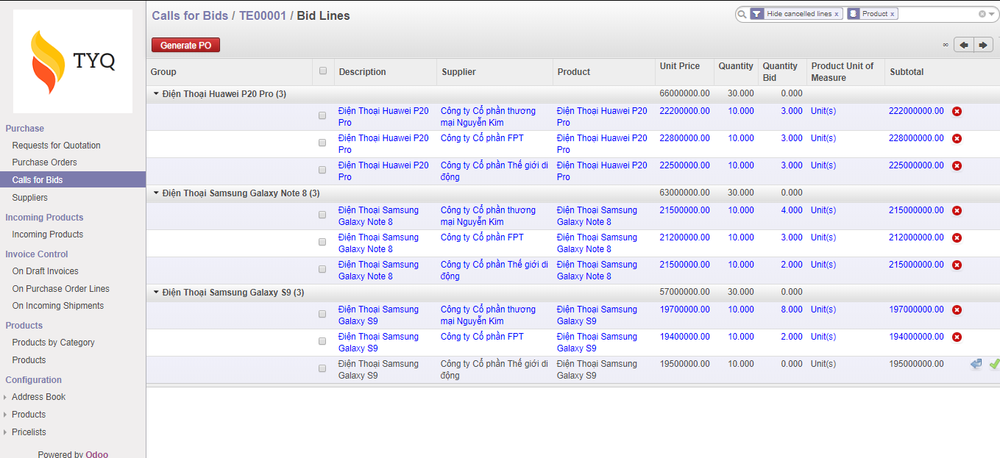 TYQ
Purchase
Requests for Quotation
Purchase Orders
Calls for Bids
Suppliers
Incoming Products
Incoming Products
Invoice Control
On Draft Invoices
On Purchase Order Lines
On Incoming Shipments
Products
Products by Category
Products
Configuration
Address Book
Products
Pricelists
Powered by Odoo
Calls for Bids / TE00001 / Bid Lines
Hide cancelled lines x Product x
Generate PO
∞
Group Description Supplier Product Unit Price Quantity Quantity Product Unit of Subtotal
Bid Measure
Điện Thoại Huawei P20 Pro (3) 66000000.00 30.000 0.000
Điện Thoại Huawei P20 Công ty Cổ phần thương Điện Thoại Huawei P20 22200000.00 10.000 3.000 Unit(s) 222000000.00
Pro mại Nguyễn Kim Pro
Điện Thoại Huawei P20 Công ty Cổ phần FPT Điện Thoại Huawei P20 22800000.00 10.000 3.000 Unit(s) 228000000.00
Pro Pro
Điện Thoại Huawei P20 Công ty Cổ phần Thế giới di Điện Thoại Huawei P20 22500000.00 10.000 3.000 Unit(s) 225000000.00
Pro động Pro
Điện Thoại Samsung Galaxy Note 8 (3) 63000000.00 30.000 0.000
Điện Thoại Samsung Công ty Cổ phần thương Điện Thoại Samsung 21500000.00 10.000 4.000 Unit(s) 215000000.00
Galaxy Note 8 mại Nguyễn Kim Galaxy Note 8
Điện Thoại Samsung Công ty Cổ phần FPT Điện Thoại Samsung 21200000.00 10.000 3.000 Unit(s) 212000000.00
Galaxy Note 8 Galaxy Note 8
Điện Thoại Samsung Công ty Cổ phần Thế giới di Điện Thoại Samsung 21500000.00 10.000 2.000 Unit(s) 215000000.00
Galaxy Note 8 động Galaxy Note 8
Điện Thoại Samsung Galaxy S9 (3) 57000000.00 30.000 0.000
Điện Thoại Samsung Công ty Cổ phần thương Điện Thoại Samsung 19700000.00 10.000 8.000 Unit(s) 197000000.00
Galaxy S9 mại Nguyễn Kim Galaxy S9
Điện Thoại Samsung Công ty Cổ phần FPT Điện Thoại Samsung 19400000.00 10.000 2.000 Unit(s) 194000000.00
Galaxy S9 Galaxy S9
Điện Thoại Samsung Công ty Cổ phần Thế giới di Điện Thoại Samsung 19500000.00 10.000 0.000 Unit(s) 195000000.00
Galaxy S9 động Galaxy S9